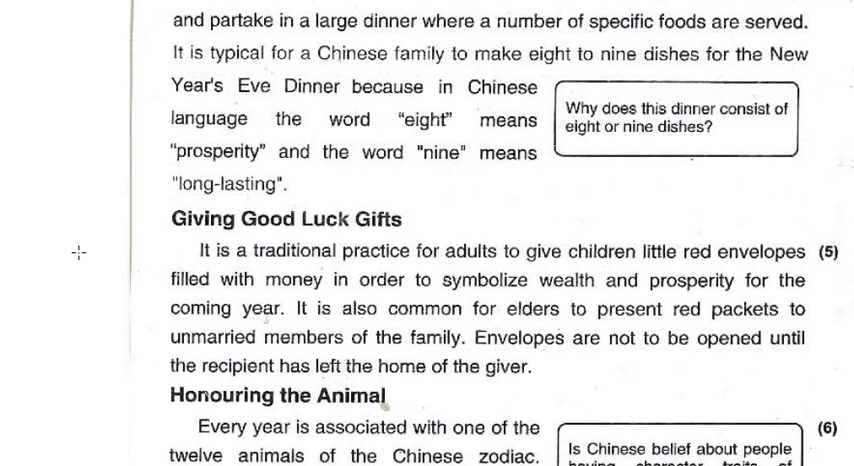 and partake in a large dinner where a number of specific foods are served.
It is typical for a Chinese family to make eight to nine dishes for the New
Year's Eve Dinner because in Chinese
language the word “eight” means
“prosperity” and the word "nine" means
"long-lasting".
Why does this dinner consist of
eight or nine dishes?
Giving Good Luck Gifts
It is a traditional practice for adults to give children little red envelopes (5)
filled with money in order to symbolize wealth and prosperity for the
coming year. It is also common for elders to present red packets to
unmarried members of the family. Envelopes are not to be opened until
the recipient has left the home of the giver.
Honouring the Animal
Every year is associated with one of the
twelve animals of the Chinese zodiac.
(6)
Is Chinese belief about people
having character traits of